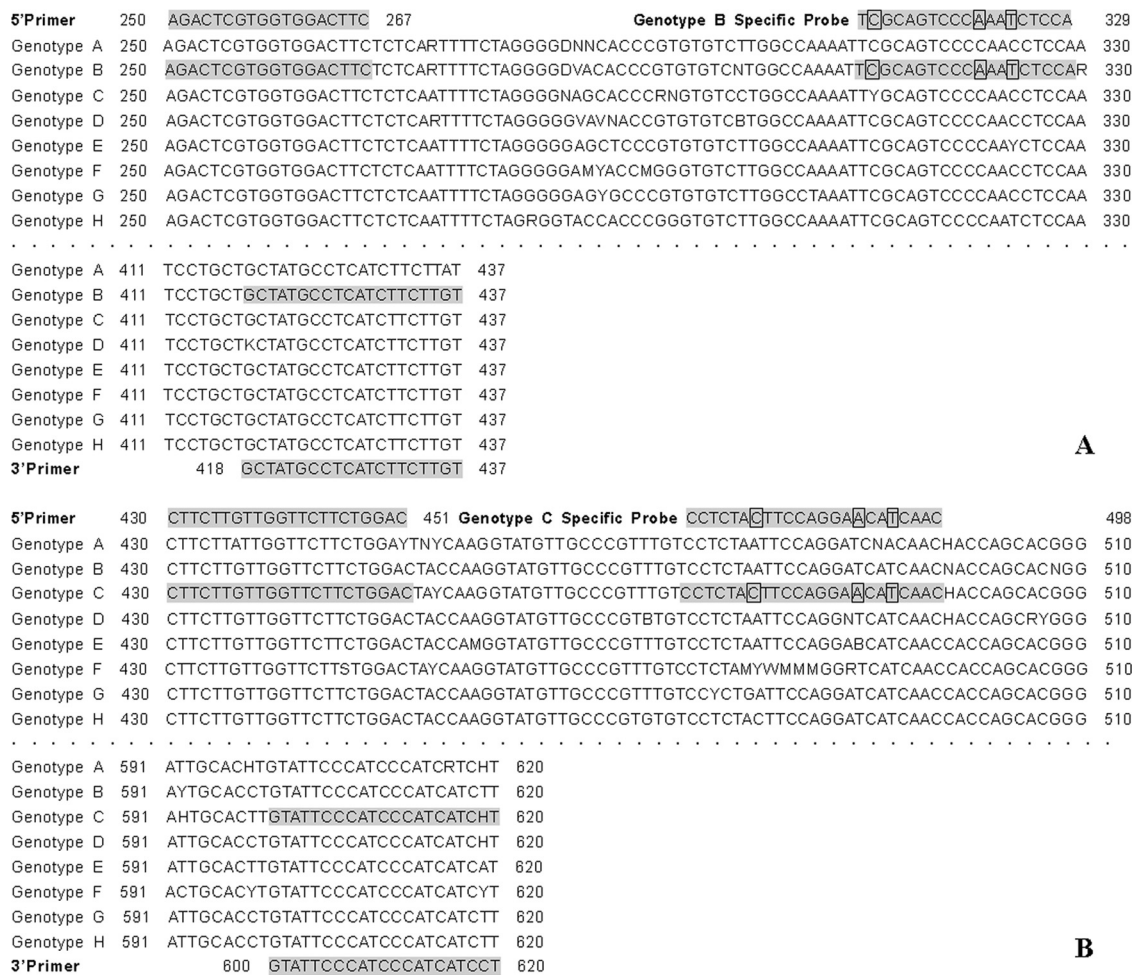 5'Primer 250 AGACTCGTGGTGGACTTC 267 Genotype B Specific Probe TCGCAGTCCCAAATCTCCA 329
Genotype A 250 AGACTCGTGGTGGACTTCTCTCARTTTTCTAGGGGGDNNCACCCGTGTGTCTTGGCCAAAATTCGCAGTCCCCAACCTCCAA 330
Genotype B 250 AGACTCGTGGTGGACTTCTCTCARTTTTCTAGGGGGDVACACCCGTGTGTCNTGGCCAAAATTCGCAGTCCCAAATCTCCAR 330
Genotype C 250 AGACTCGTGGTGGACTTCTCTCAATTTTCTAGGGGGNAGCACCCRNGTGTCCTGGCCAAAATTYGCAGTCCCCAACCTCCAA 330
Genotype D 250 AGACTCGTGGTGGACTTCTCTCARTTTTCTAGGGGGGVAVNACCGTGTGTCBTGGCCAAAATTCGCAGTCCCCAACCTCCAA 330
Genotype E 250 AGACTCGTGGTGGACTTCTCTCAATTTTCTAGGGGGGAGCTCCCGTGTGTCTTGGCCAAAATTCGCAGTCCCCAAYCTCCAA 330
Genotype F 250 AGACTCGTGGTGGACTTCTCTCAATTTTCTAGGGGGGAMYACCMGGGTGTCTTGGCCAAAATTCGCAGTCCCCAACCTCCAA 330
Genotype G 250 AGACTCGTGGTGGACTTCTCTCAATTTTCTAGGGGGGAGYGCCCGTGTGTCTTGGCCTAAATTCGCAGTCCCCAACCTCCAA 330
Genotype H 250 AGACTCGTGGTGGACTTCTCTCAATTTTCTAGRGGTACCACCCGGGTGTCTTGGCCAAAATTCGCAGTCCCCAATCTCCAA 330
Genotype A 411 TCCTGCTGCTATGCCTCATCTTCTTAT 437
Genotype B 411 TCCTGCTGCTATGCCTCATCTTCTTGT 437
Genotype C 411 TCCTGCTGCTATGCCTCATCTTCTTGT 437
Genotype D 411 TCCTGCTKCTATGCCTCATCTTCTTGT 437
Genotype E 411 TCCTGCTGCTATGCCTCATCTTCTTGT 437
Genotype F 411 TCCTGCTGCTATGCCTCATCTTCTTGT 437
Genotype G 411 TCCTGCTGCTATGCCTCATCTTCTTGT 437
Genotype H 411 TCCTGCTGCTATGCCTCATCTTCTTGT 437
3'Primer 418 GCTATGCCTCATCTTCTTGT 437
A
5'Primer 430 CTTCTTGTTGGTTCTTCTGGAC 451 Genotype C Specific Probe CCTCTACTTCCAGGAACATCAAC 498
Genotype A 430 CTTCTTATTGGTTCTTCTGGAYTNYCAAGGTATGTTGCCCGTTTGTCCTCTAATTCCAGGATCNACAACHACCAGCACGGG 510
Genotype B 430 CTTCTTGTTGGTTCTTCTGGACTACCAAGGTATGTTGCCCGTTTGTCCTCTAATTCCAGGATCATCAACNACCAGCACNGG 510
Genotype C 430 CTTCTTGTTGGTTCTTCTGGACTAYCAAGGTATGTTGCCCGTTTGTCCTCTACTTCCAGGAACATCAACHACCAGCACGGG 510
Genotype D 430 CTTCTTGTTGGTTCTTCTGGACTACCAAGGTATGTTGCCCGTBTGTCCTCTAATTCCAGGNTCATCAACHACCAGCRYGGG 510
Genotype E 430 CTTCTTGTTGGTTCTTCTGGACTACCAMGGTATGTTGCCCGTTTGTCCTCTAATTCCAGGABCATCAACCACCAGCACGGG 510
Genotype F 430 CTTCTTGTTGGTTCTTSTGGACTAYCAAGGTATGTTGCCCGTTTGTCCTCTAMYWMMMGGRTCATCAACCACCAGCACGGG 510
Genotype G 430 CTTCTTGTTGGTTCTTCTGGACTACCAAGGTATGTTGCCCGTTTGTCCYCTGATTCCAGGATCATCAACCACCAGCACGGG 510
Genotype H 430 CTTCTTGTTGGTTCTTCTGGACTACCAAGGTATGTTGCCCGTGTGTCCTCTACTTCCAGGATCATCAACCACCAGCACGGG 510
Genotype A 591 ATTGCACHTGTATTCCCATCCCATCRTCHT 620
Genotype B 591 AYTGCACCTGTATTCCCATCCCATCATCTT 620
Genotype C 591 AHTGCACTTGTATTCCCATCCCATCATCHT 620
Genotype D 591 ATTGCACCTGTATTCCCATCCCATCATCHT 620
Genotype E 591 ATTGCACTTGTATTCCCATCCCATCATCAT 620
Genotype F 591 ACTGCACYTGTATTCCCATCCCATCATCYT 620
Genotype G 591 ATTGCACCTGTATTCCCATCCCATCATCTT 620
Genotype H 591 ATTGCACCTGTATTCCCATCCCATCATCTT 620
3'Primer 600 GTATTCCCATCCCATCATCCT 620
B